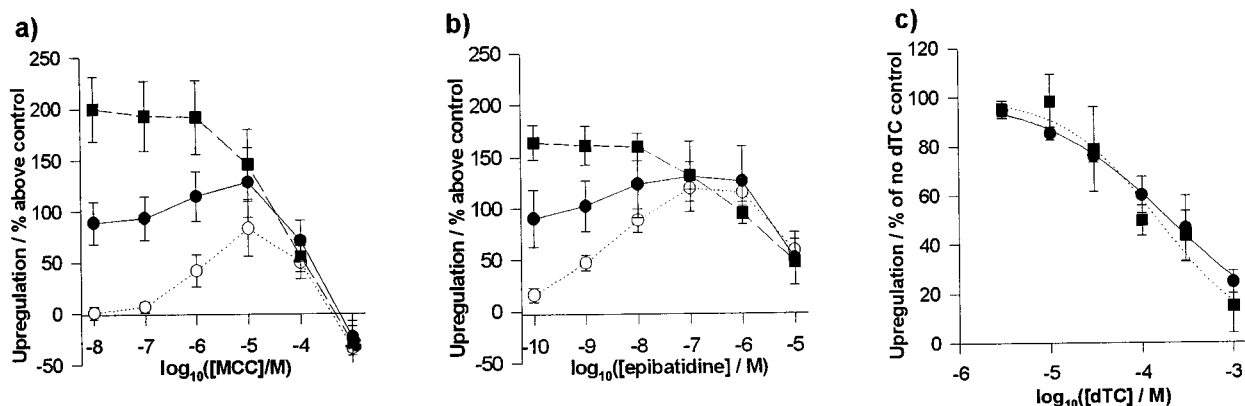 a)
Upregulation / % above control
250
200
150
100
50
0
-50
-8 -7 -6 -5 -4
log10([MCC]/M)
b)
Upregulation / % above control
250
200
150
100
50
0
-50
-10 -9 -8 -7 -6 -5
log10([epibatidine] / M)
c)
Upregulation / % of no dTC control
120
100
80
60
40
20
0
-6 -5 -4 -3
log10([dTC] / M)